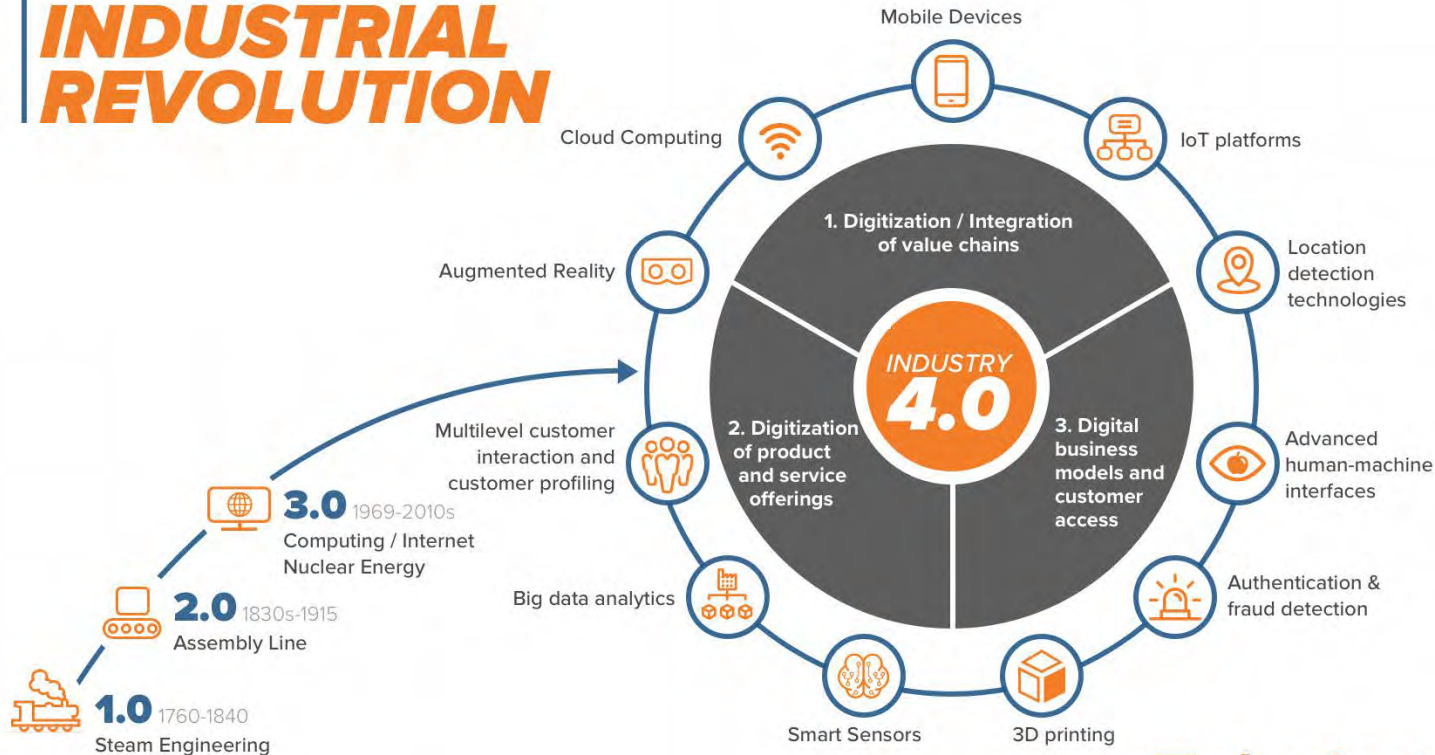 INDUSTRIAL
REVOLUTION
Mobile Devices
Cloud Computing
IoT platforms
Augmented Reality
Location
detection
technologies
1. Digitization / Integration
of value chains
INDUSTRY
4.0
2. Digitization
of product
and service
offerings
3. Digital
business
models and
customer
access
Multilevel customer
interaction and
customer profiling
Advanced
human-machine
interfaces
Big data analytics
Authentication &
fraud detection
Smart Sensors
3D printing
3.0 1969-2010s
Computing / Internet
Nuclear Energy
2.0 1830s-1915
Assembly Line
1.0 1760-1840
Steam Engineering